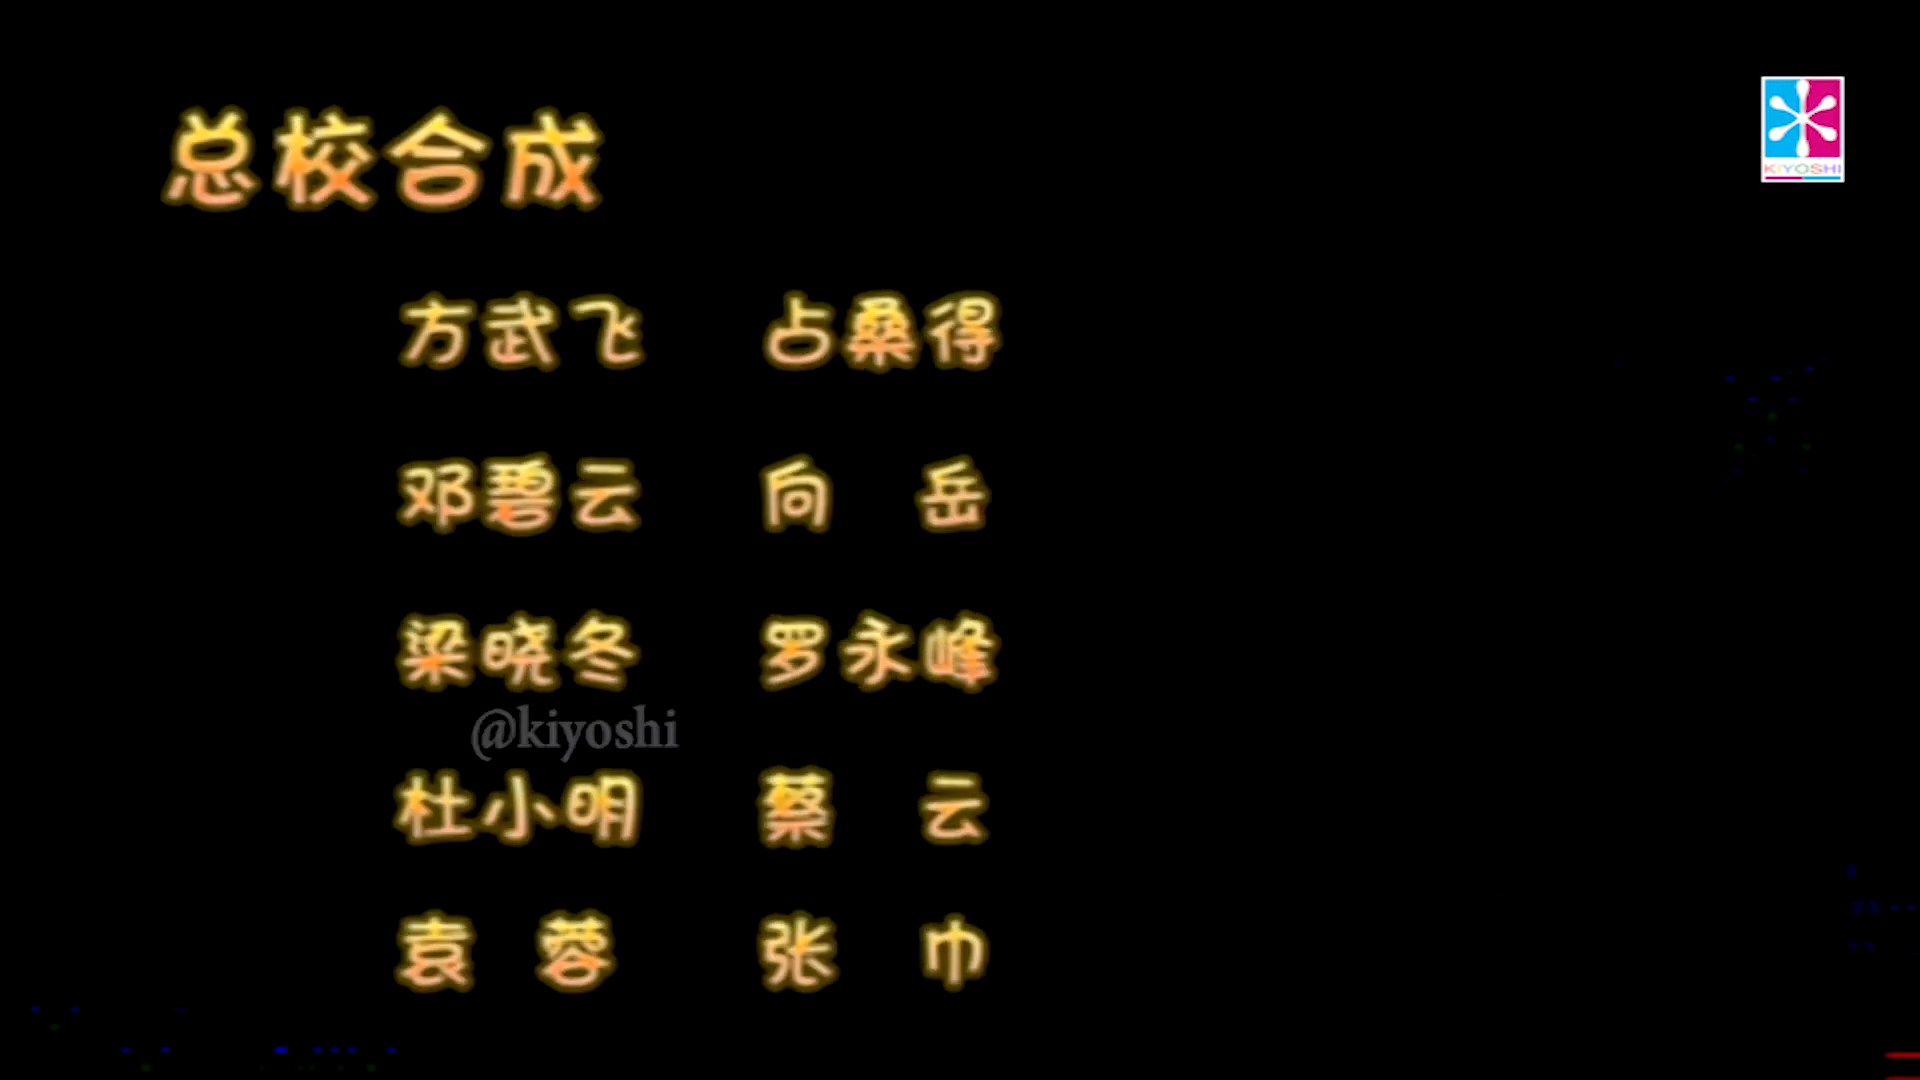 总校合成
KIYOSHI
方武飞 占桑得
邓碧云 向 岳
梁晓冬 罗永峰
@kiyoshi
杜小明 蔡 云
袁 蓉 张 巾